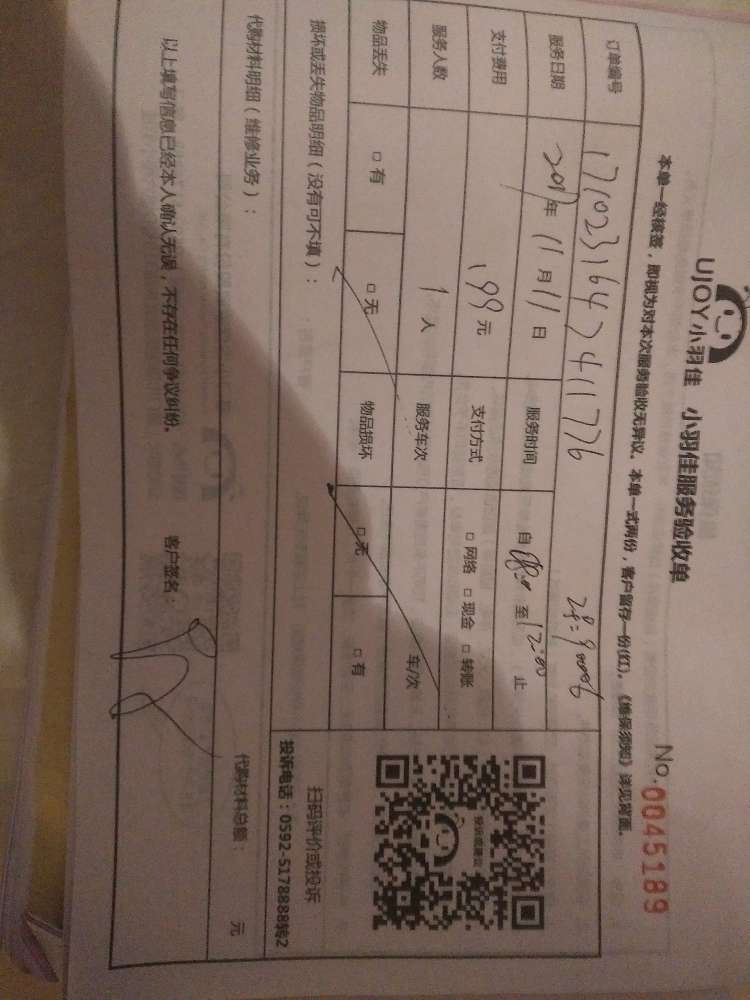 UJOY小羽佳 小羽佳服务验收单
No.0045189
本单一经核签，即视为对本次服务验收无异议。本单一式两份，客户留存一份(红)。《维保须知》详见背面。
订单编号 1710231642411776
服务日期 2017年11月11日 服务时间 自 至12:00止
支付费用 199元 支付方式 □网络 □现金 □转账
服务人数 1人 服务车次 车/次
物品丢失 □有 □无 物品损坏 □无 □有
损坏或丢失物品明细（没有可不填）：
投诉或建议
扫码评价或投诉
投诉电话：0592-5178888转2
代购材料明细（维修业务）：
代购材料总额： 元
以上填写信息已经本人确认无误，不存在任何争议纠纷。 客户签名：